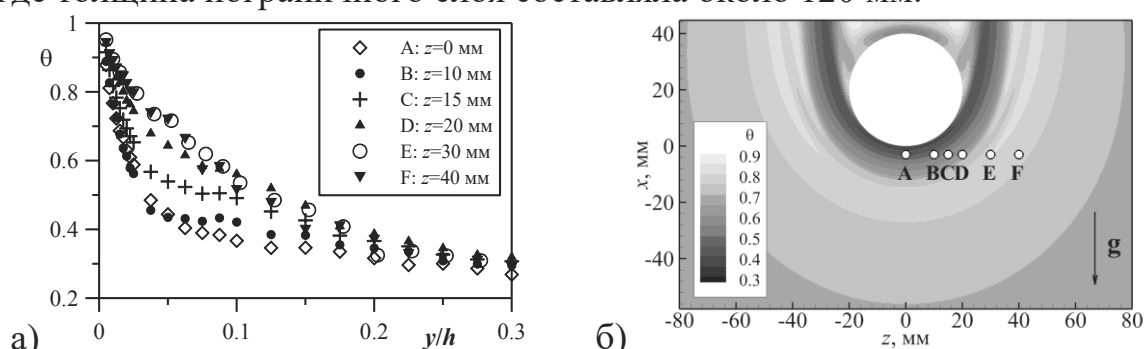 где толщина пограничного слоя составляла около 120 мм.
θ
1
0.8
0.6
0.4
0.2
0
0.1
0.2
0.3
y/h
A: z=0 мм
B: z=10 мм
C: z=15 мм
D: z=20 мм
E: z=30 мм
F: z=40 мм
а)
x, мм
40
20
0
-20
-40
-80
-60
-40
-20
0
20
40
60
80
z, мм
θ
0.9
0.8
0.7
0.6
0.5
0.4
0.3
A B C D E F
g
б)